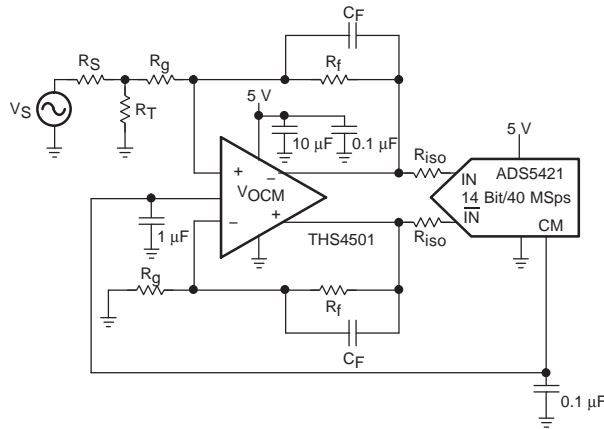 CF
RS
Rg
Rf
VS
RT
5 V
10 μF
0.1 μF
5 V
Riso
ADS5421
IN
14 Bit/40 MSps
IN
CM
+
−
VOCM
−
+
1 μF
THS4501
Riso
Rg
Rf
CF
0.1 μF